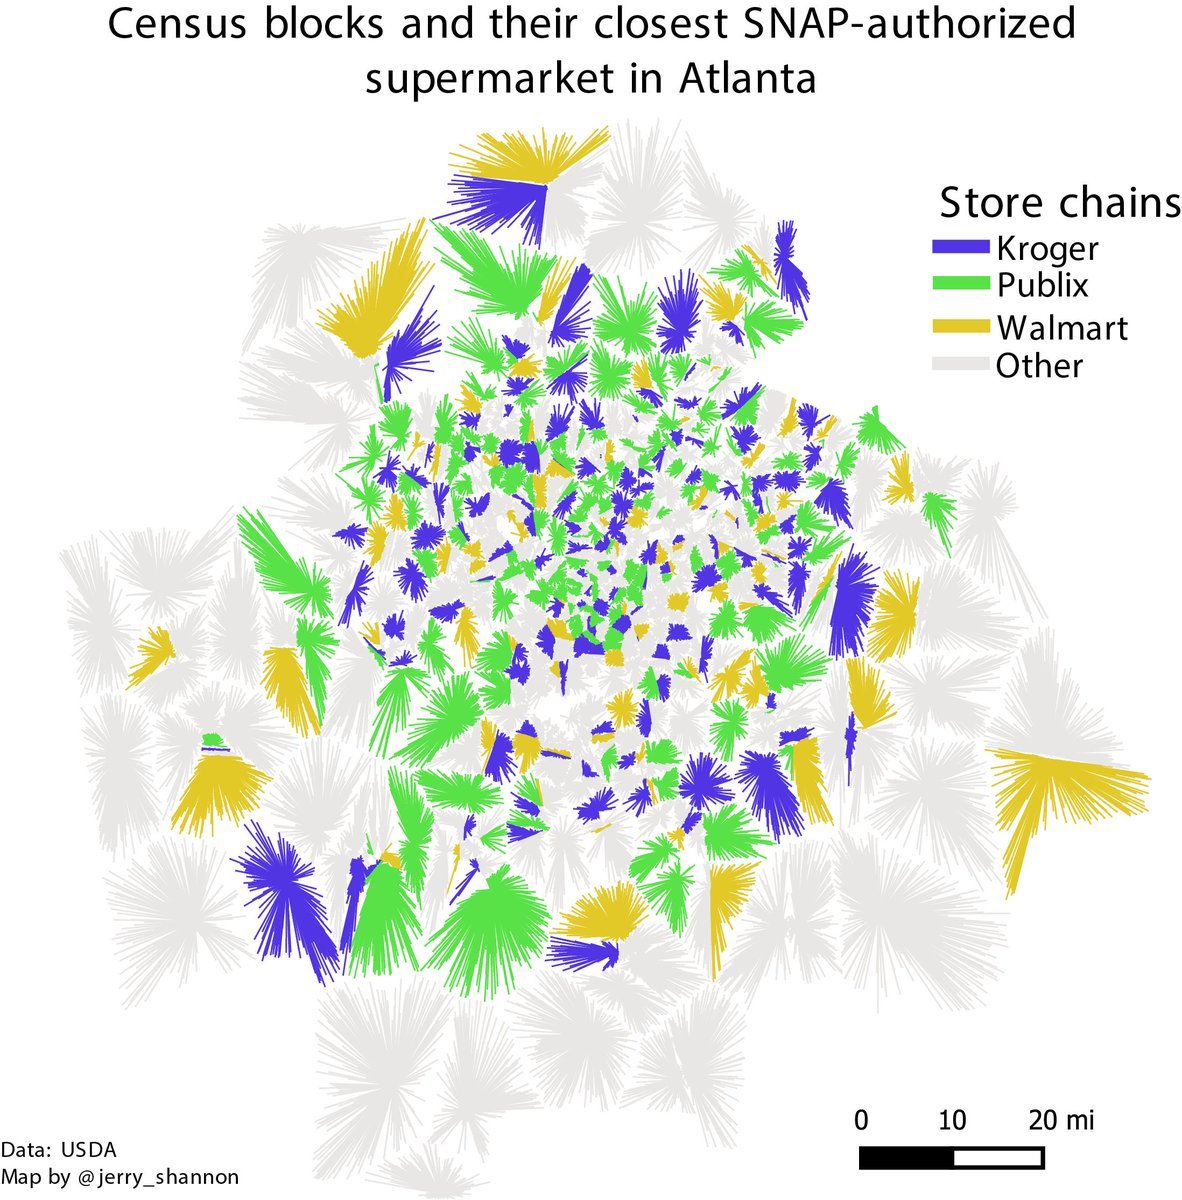 Census blocks and their closest SNAP-authorized
supermarket in Atlanta
Store chains
Kroger
Publix
Walmart
Other
0 10 20 mi
Data: USDA
Map by @jerry_shannon